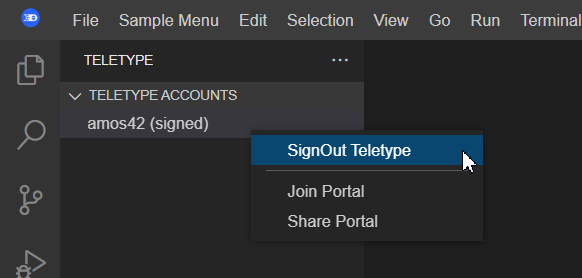 File Sample Menu Edit Selection View Go Run Terminal
TELETYPE
TELETYPE ACCOUNTS
amos42 (signed)
SignOut Teletype
Join Portal
Share Portal